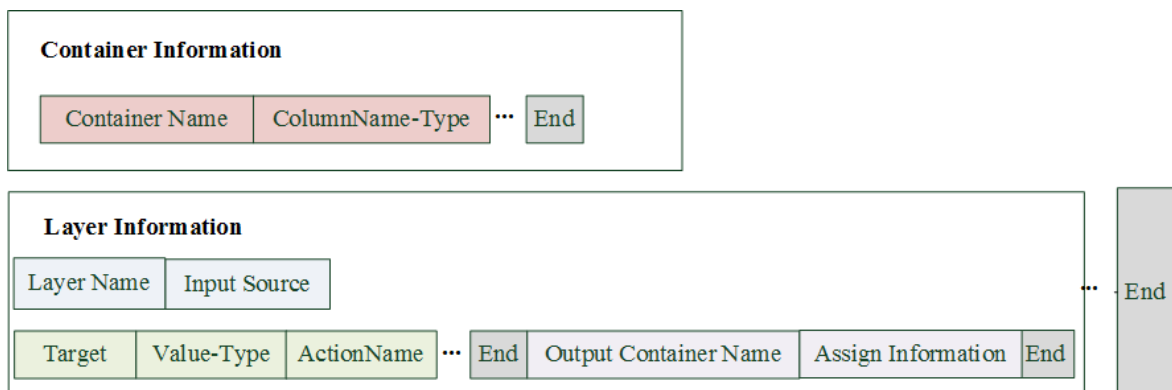 Container Information
Container Name ColumnName-Type ... End
Layer Information
Layer Name Input Source
... End
Target Value-Type ActionName ... End Output Container Name Assign Information End